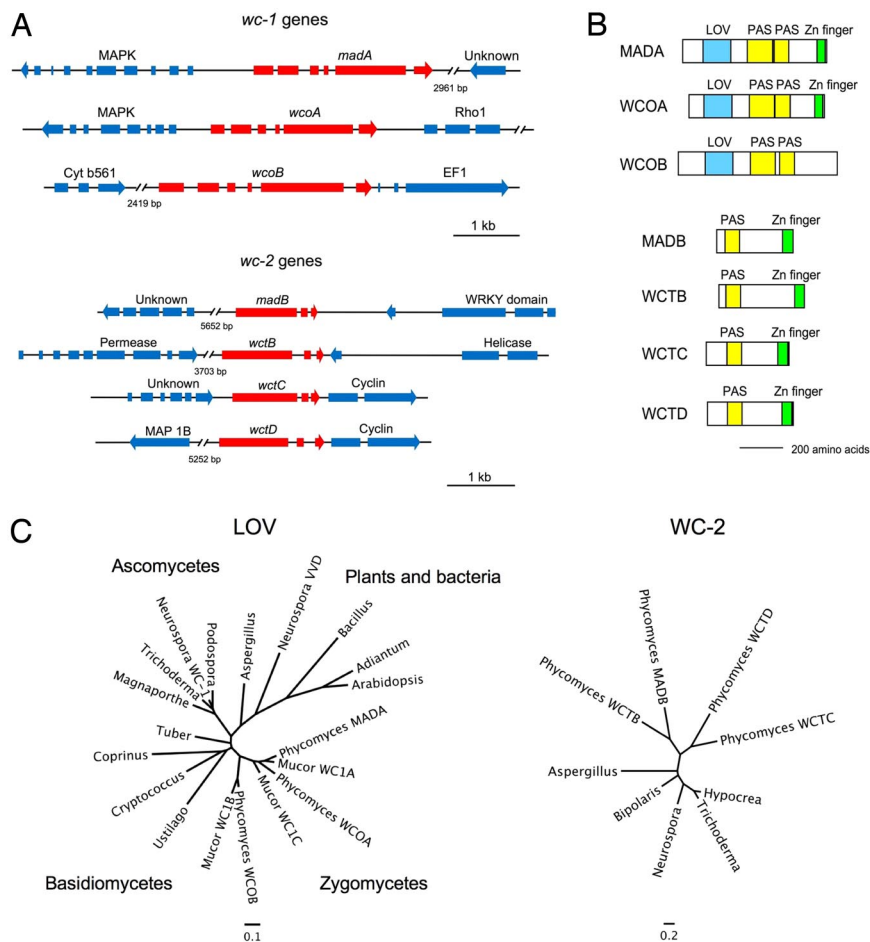 A
wc-1 genes
MAPK madA Unknown
2961 bp
MAPK wcoA Rho1
Cyt b561 wcoB EF1
2419 bp
1 kb
wc-2 genes
Unknown madB WRKY domain
5652 bp
Permease wctB Helicase
3703 bp
Unknown wctC Cyclin
MAP 1B wctD Cyclin
5252 bp
1 kb
B
LOV PAS PAS Zn finger
MADA
LOV PAS PAS Zn finger
WCOA
LOV PAS PAS
WCOB
PAS Zn finger
MADB
PAS Zn finger
WCTB
PAS Zn finger
WCTC
PAS Zn finger
WCTD
200 amino acids
C
LOV
Ascomycetes
Plants and bacteria
Magnaporthe
Trichoderma
Neurospora WC-1
Podospora
Aspergillus
Neurospora VVD
Bacillus
Adiantum
Arabidopsis
Phycomyces MADA
Mucor WC1A
Phycomyces WCOA
Mucor WC1C
Phycomyces WCOB
Mucor WC1B
Ustilago
Cryptococcus
Coprinus
Tuber
Basidiomycetes
Zygomycetes
0.1
WC-2
Phycomyces WCTB
Phycomyces MADB
Phycomyces WCTD
Phycomyces WCTC
Hypocrea
Trichoderma
Neurospora
Bipolaris
Aspergillus
0.2